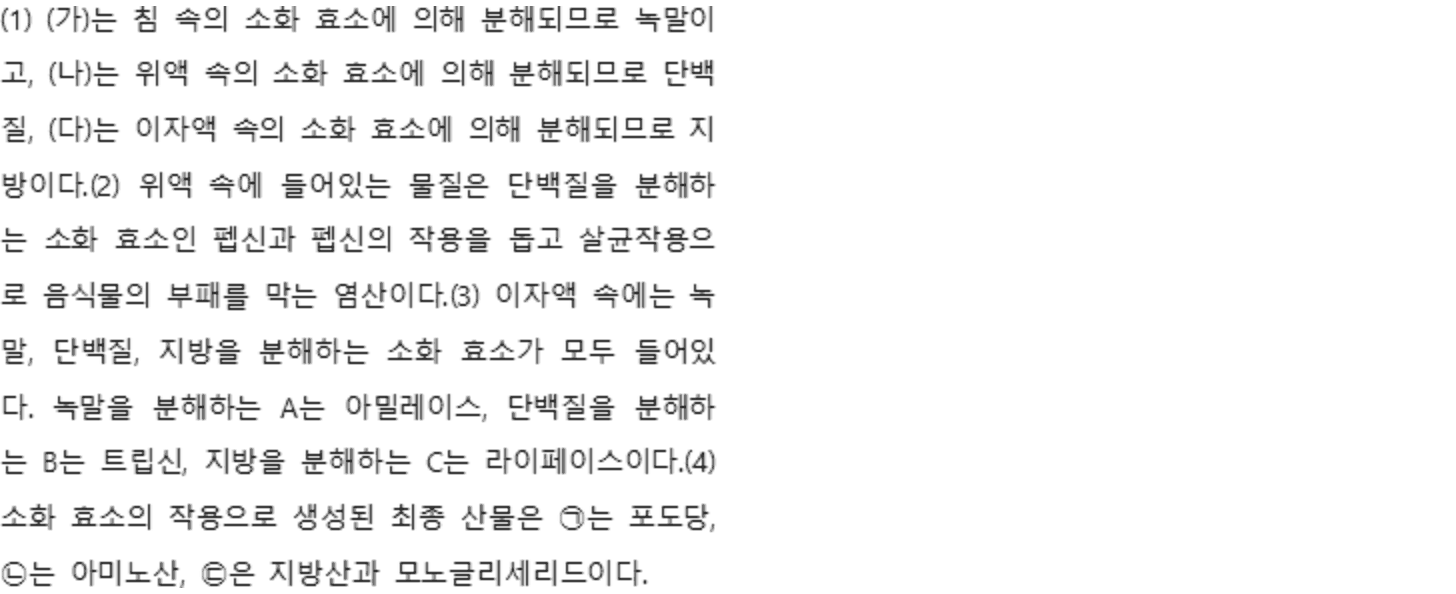 (1) (가)는 침 속의 소화 효소에 의해 분해되므로 녹말이
고, (나)는 위액 속의 소화 효소에 의해 분해되므로 단백
질, (다)는 이자액 속의 소화 효소에 의해 분해되므로 지
방이다.(2) 위액 속에 들어있는 물질은 단백질을 분해하
는 소화 효소인 펩신과 펩신의 작용을 돕고 살균작용으
로 음식물의 부패를 막는 염산이다.(3) 이자액 속에는 녹
말, 단백질, 지방을 분해하는 소화 효소가 모두 들어있
다. 녹말을 분해하는 A는 아밀레이스, 단백질을 분해하
는 B는 트립신, 지방을 분해하는 C는 라이페이스이다.(4)
소화 효소의 작용으로 생성된 최종 산물은 ㉠는 포도당,
㉡는 아미노산, ㉢은 지방산과 모노글리세리드이다.